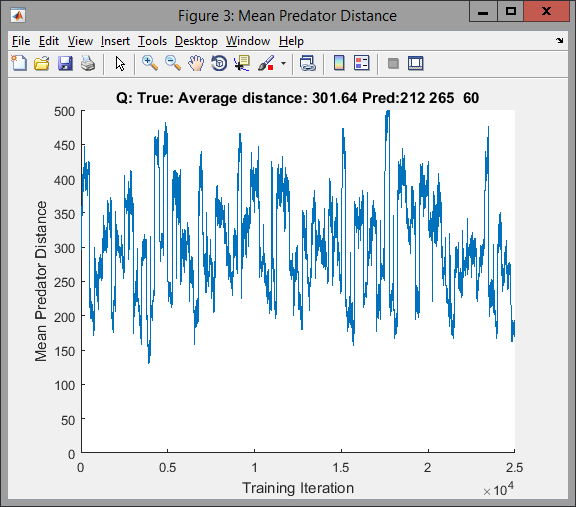 Figure 3: Mean Predator Distance
File Edit View Insert Tools Desktop Window Help
Q: True: Average distance: 301.64 Pred:212 265 60
500
450
400
350
300
250
200
150
100
50
0
Mean Predator Distance
0 0.5 1 1.5 2 2.5
Training Iteration
×10^4